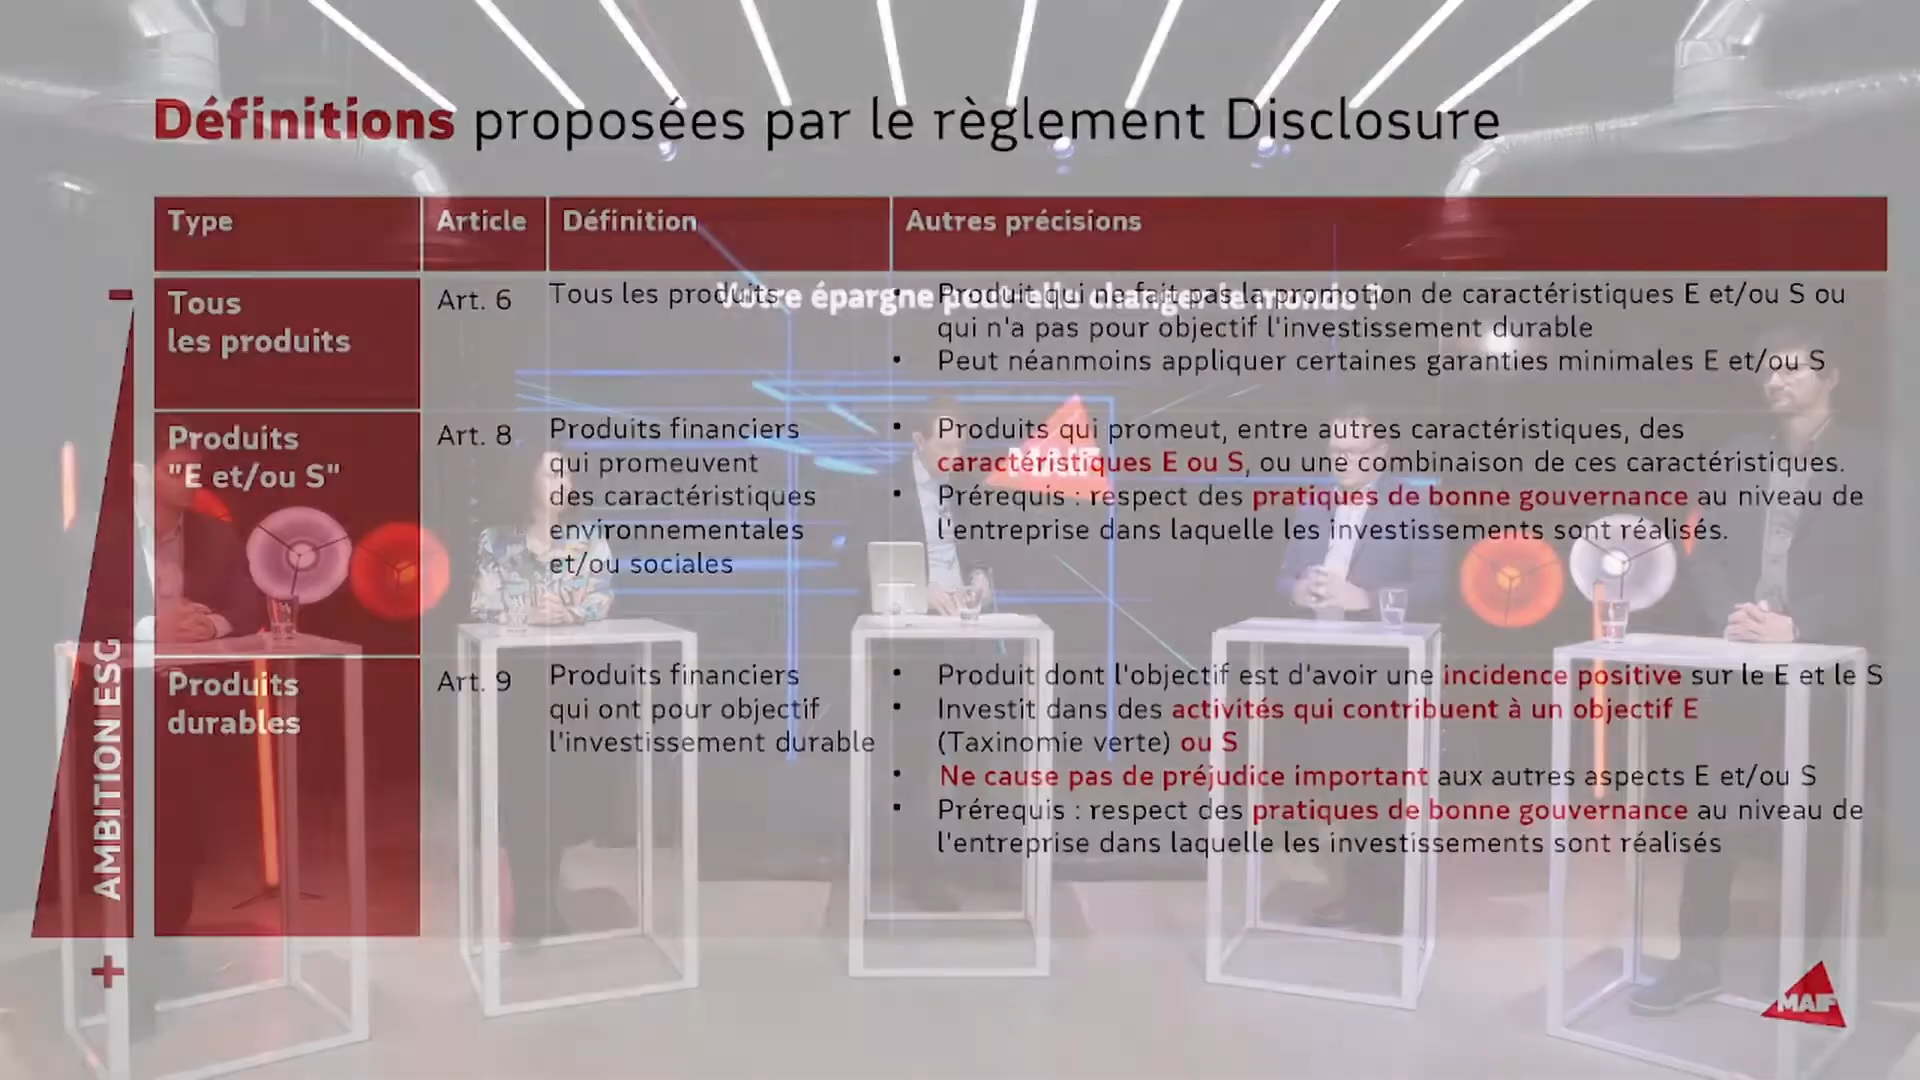 Définitions proposées par le règlement Disclosure
Type
Article
Définition
Autres précisions
Tous
les produits
Art. 6
Tous les produits
• Produit qui ne fait pas la promotion de caractéristiques E et/ou S ou
qui n'a pas pour objectif l'investissement durable
• Peut néanmoins appliquer certaines garanties minimales E et/ou S
Votre épargne peut-elle changer le monde ?
Produits
"E et/ou S"
Art. 8
Produits financiers
qui promeuvent
des caractéristiques
environnementales
et/ou sociales
• Produits qui promeut, entre autres caractéristiques, des
caractéristiques E ou S, ou une combinaison de ces caractéristiques.
• Prérequis : respect des pratiques de bonne gouvernance au niveau de
l'entreprise dans laquelle les investissements sont réalisés.
MAIF
Produits
durables
Art. 9
Produits financiers
qui ont pour objectif
l'investissement durable
• Produit dont l'objectif est d'avoir une incidence positive sur le E et le S
• Investit dans des activités qui contribuent à un objectif E
(Taxinomie verte) ou S
• Ne cause pas de préjudice important aux autres aspects E et/ou S
• Prérequis : respect des pratiques de bonne gouvernance au niveau de
l'entreprise dans laquelle les investissements sont réalisés
-
AMBITION ESG
+
MAIF